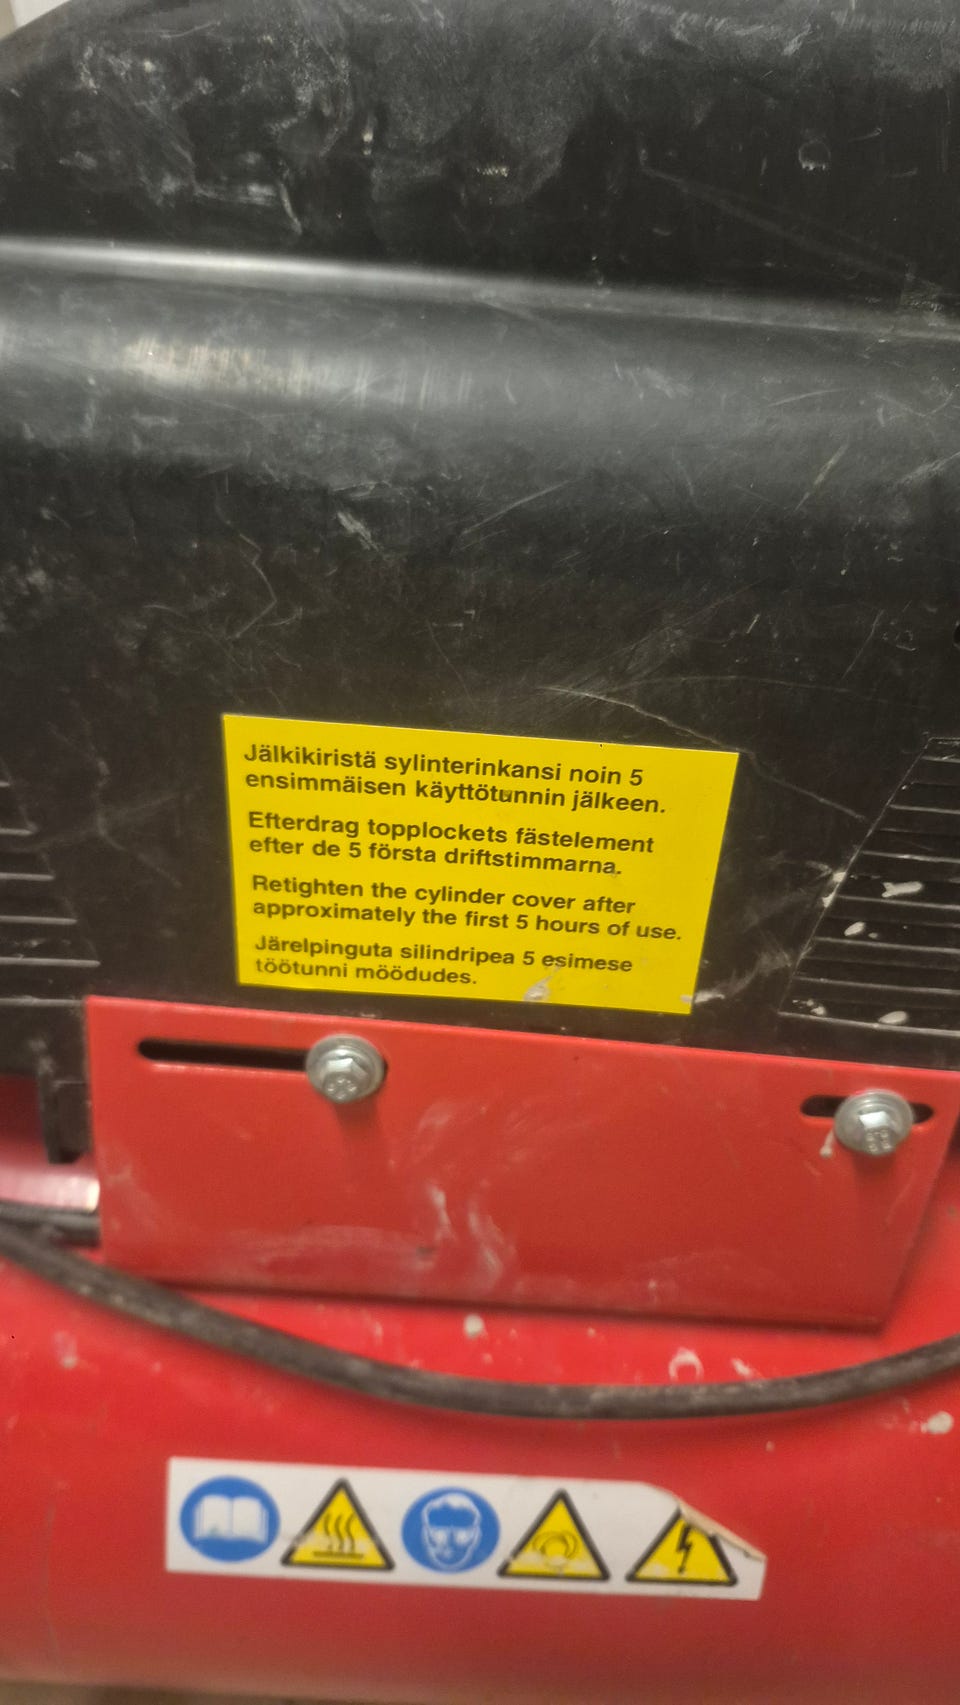 Jälkikiristä sylinterinkansi noin 5
ensimmäisen käyttötunnin jälkeen.
Efterdrag topplockets fästelement
efter de 5 första driftstimmarna.
Retighten the cylinder cover after
approximately the first 5 hours of use.
Järelpinguta silindripea 5 esimese
töötunni möödudes.